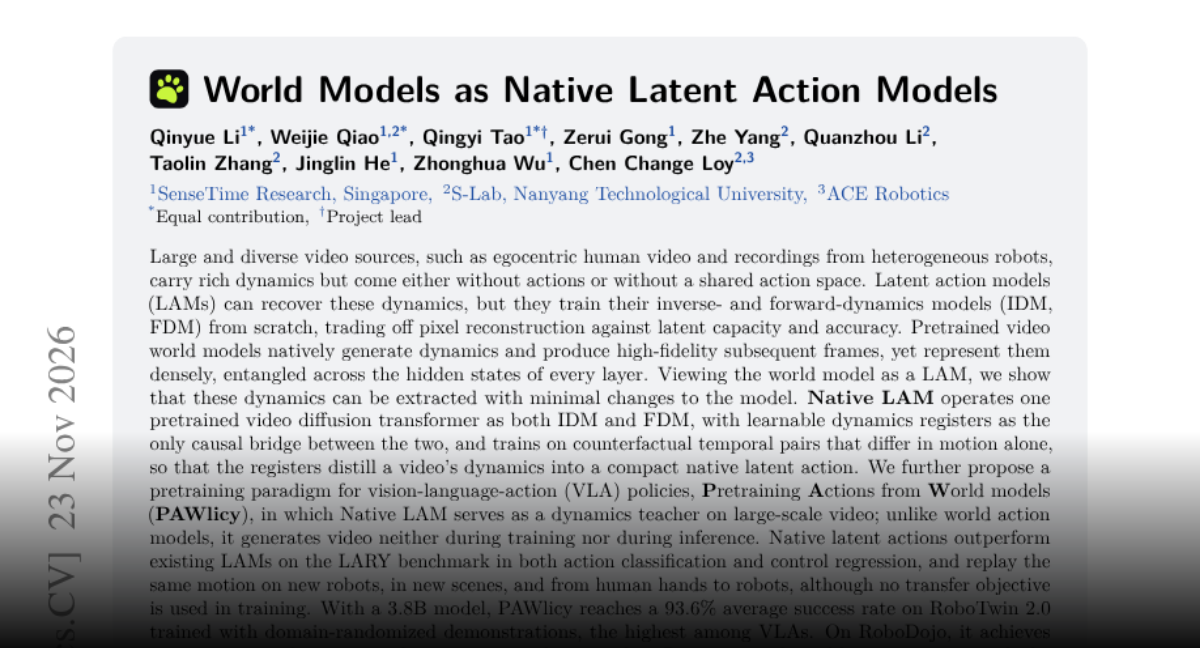 World Models as Native Latent Action Models
Qinyue Li1*, Weijie Qiao1,2*, Qingyi Tao1*†, Zerui Gong1, Zhe Yang2, Quanzhou Li2,
Taolin Zhang2, Jinglin He1, Zhonghua Wu1, Chen Change Loy2,3
1SenseTime Research, Singapore, 2S-Lab, Nanyang Technological University, 3ACE Robotics
*Equal contribution, †Project lead
Large and diverse video sources, such as egocentric human video and recordings from heterogeneous robots,
carry rich dynamics but come either without actions or without a shared action space. Latent action models
(LAMs) can recover these dynamics, but they train their inverse- and forward-dynamics models (IDM,
FDM) from scratch, trading off pixel reconstruction against latent capacity and accuracy. Pretrained video
world models natively generate dynamics and produce high-fidelity subsequent frames, yet represent them
densely, entangled across the hidden states of every layer. Viewing the world model as a LAM, we show
that these dynamics can be extracted with minimal changes to the model. Native LAM operates one
pretrained video diffusion transformer as both IDM and FDM, with learnable dynamics registers as the
only causal bridge between the two, and trains on counterfactual temporal pairs that differ in motion alone,
so that the registers distill a video's dynamics into a compact native latent action. We further propose a
pretraining paradigm for vision-language-action (VLA) policies, Pretraining Actions from World models
(PAWlicy), in which Native LAM serves as a dynamics teacher on large-scale video; unlike world action
models, it generates video neither during training nor during inference. Native latent actions outperform
existing LAMs on the LARY benchmark in both action classification and control regression, and replay the
same motion on new robots, in new scenes, and from human hands to robots, although no transfer objective
is used in training. With a 3.8B model, PAWlicy reaches a 93.6% average success rate on RoboTwin 2.0
trained with domain-randomized demonstrations, the highest among VLAs. On RoboDojo, it achieves
s.CV] 23 Nov 2026